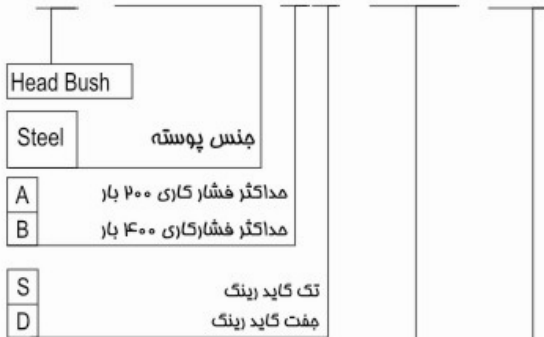 Head Bush
Steel جنس پوسته
A حداکثر فشار کاری ۲۰۰ بار
B حداکثر فشارکاری ۴۰۰ بار
S تک گاید رینگ
D جفت گاید رینگ